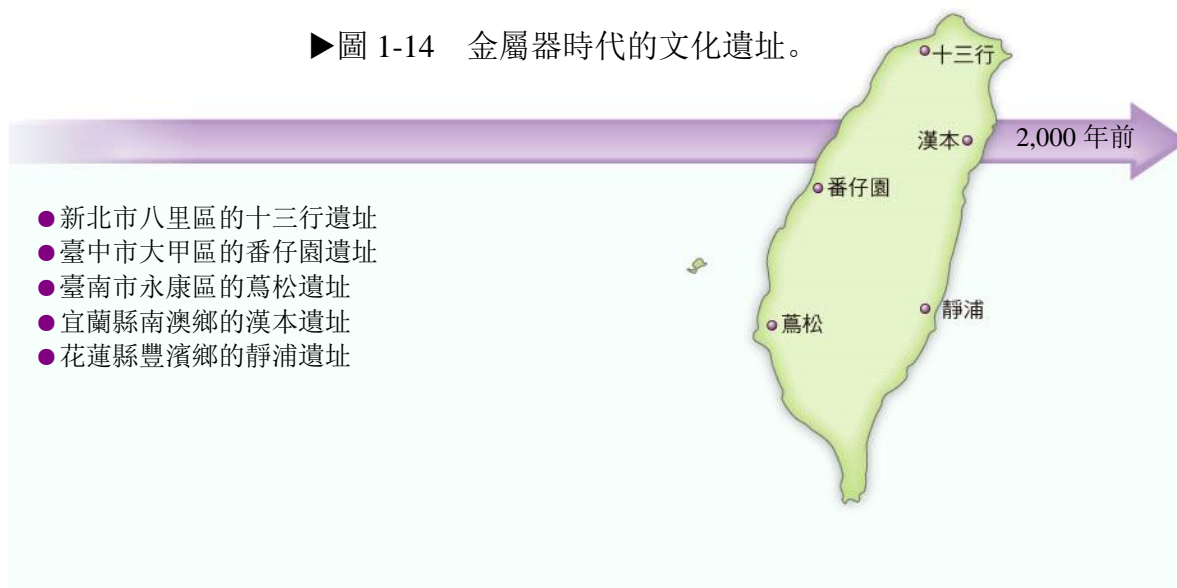 ▶圖 1-14 金屬器時代的文化遺址。
十三行
漢本
2,000 年前
番仔園
●新北市八里區的十三行遺址
●臺中市大甲區的番仔園遺址
●臺南市永康區的蔦松遺址
●宜蘭縣南澳鄉的漢本遺址
●花蓮縣豐濱鄉的靜浦遺址
靜浦
蔦松